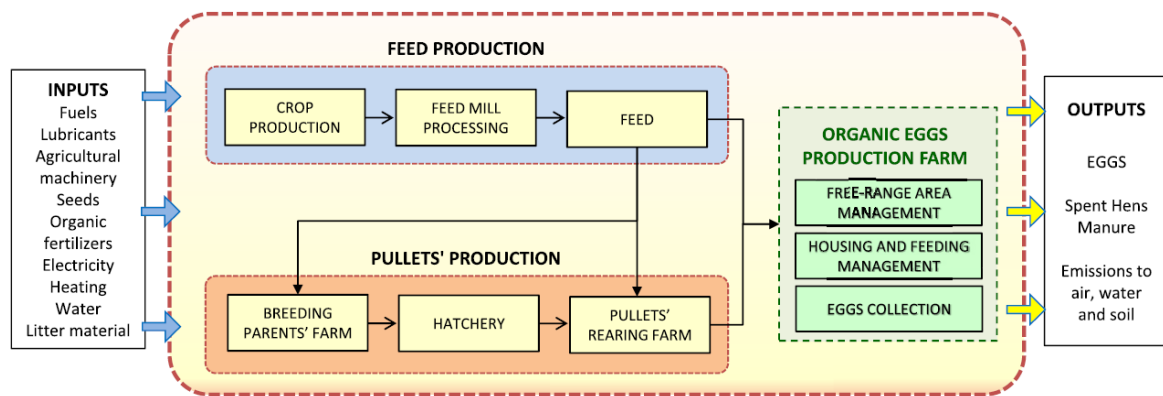 INPUTS
Fuels
Lubricants
Agricultural
machinery
Seeds
Organic
fertilizers
Electricity
Heating
Water
Litter material
FEED PRODUCTION
CROP
PRODUCTION
FEED MILL
PROCESSING
FEED
PULLETS' PRODUCTION
BREEDING
PARENTS' FARM
HATCHERY
PULLETS'
REARING FARM
ORGANIC EGGS
PRODUCTION FARM
FREE-RANGE AREA
MANAGEMENT
HOUSING AND FEEDING
MANAGEMENT
EGGS COLLECTION
OUTPUTS
EGGS
Spent Hens
Manure
Emissions to
air, water
and soil